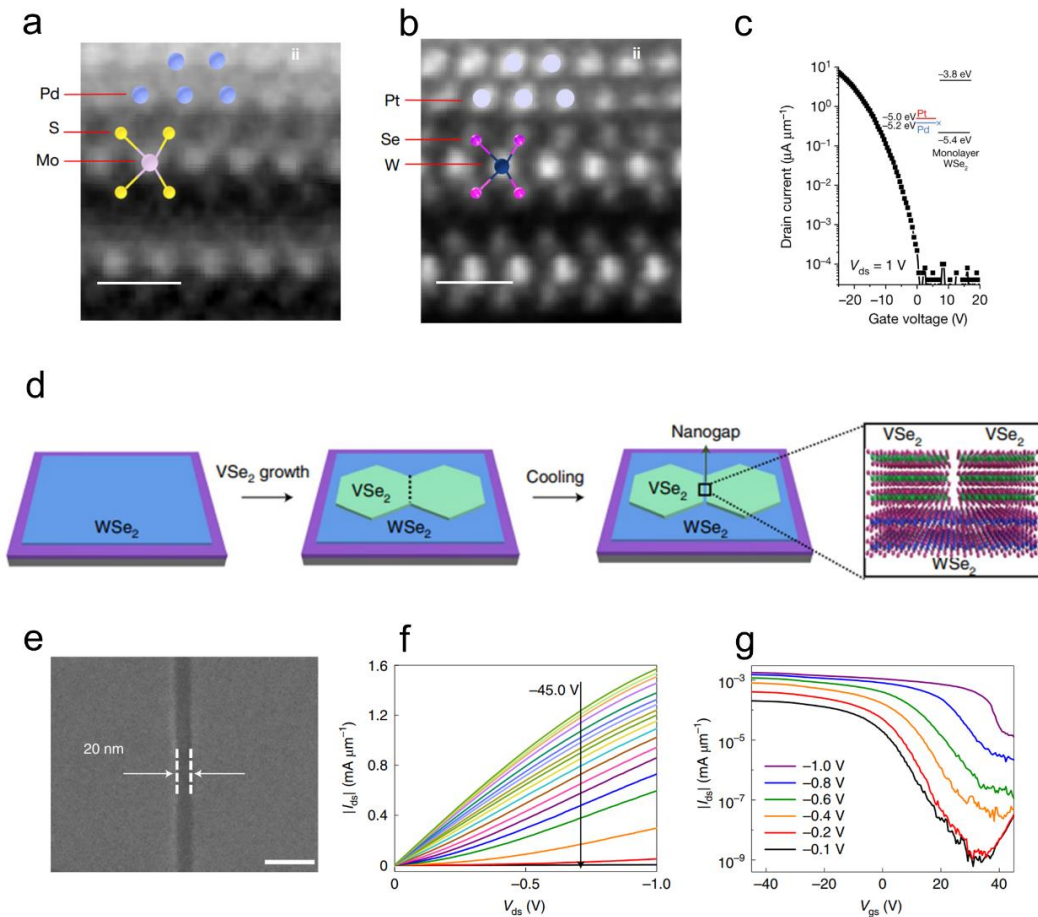 a
ii
Pd
S
Mo
b
ii
Pt
Se
W
c
Drain current (µA µm⁻¹)
10¹
10⁰
10⁻¹
10⁻²
10⁻³
10⁻⁴
−3.8 eV
−5.0 eV
Pt
−5.2 eV
Pd
−5.4 eV
Monolayer
WSe₂
V_ds = 1 V
−20 −10 0 10 20
Gate voltage (V)
d
WSe₂
VSe₂ growth
VSe₂
WSe₂
Cooling
Nanogap
VSe₂
WSe₂
VSe₂ VSe₂
WSe₂
e
20 nm
f
|I_ds| (mA µm⁻¹)
1.6
1.2
0.8
0.4
0
−45.0 V
0 −0.5 −1.0
V_ds (V)
g
|I_ds| (mA µm⁻¹)
10⁻³
10⁻⁵
10⁻⁷
10⁻⁹
−1.0 V
−0.8 V
−0.6 V
−0.4 V
−0.2 V
−0.1 V
−40 −20 0 20 40
V_gs (V)